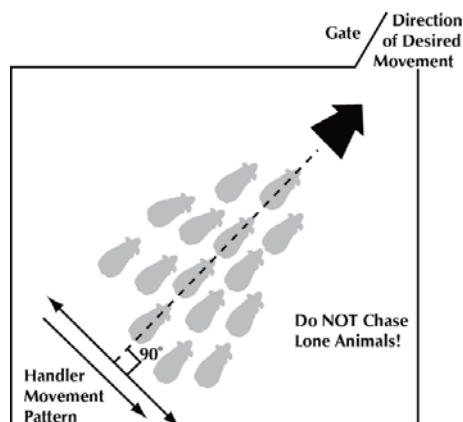 Gate
Direction
of Desired
Movement
90°
Do NOT Chase
Lone Animals!
Handler
Movement
Pattern